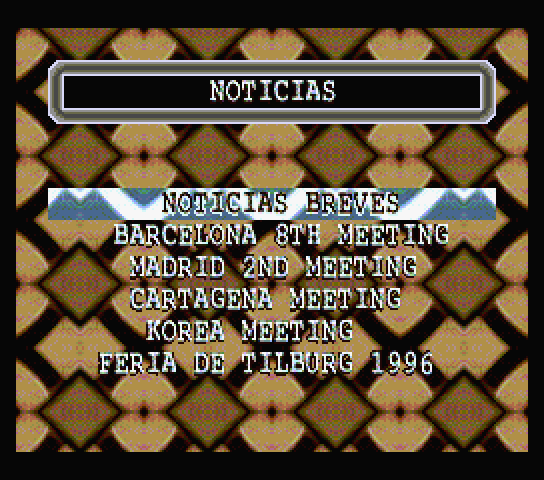 NOTICIAS
NOTICIAS BREVES
BARCELONA 8TH MEETING
MADRID 2ND MEETING
CARTAGENA MEETING
KOREA MEETING
FERIA DE TILBURG 1996